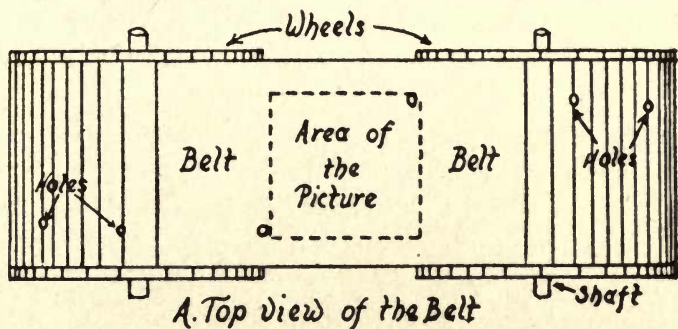 Wheels
Area of
the
Picture
Belt
Belt
Holes
Holes
Shaft
A. Top view of the Belt